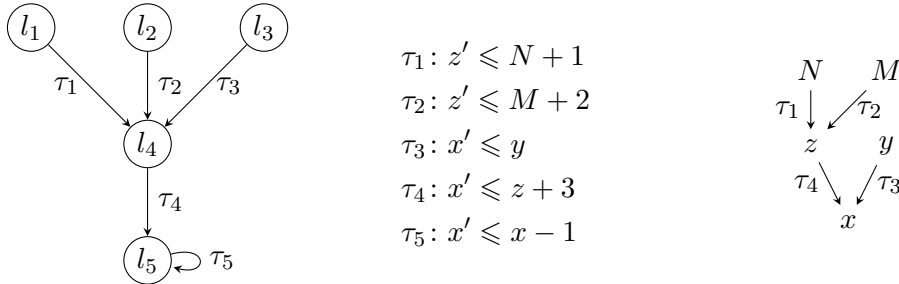 l₁ l₂ l₃
τ₁ τ₂ τ₃
l₄
τ₄
l₅ τ₅
τ₁ : z′ ⩽ N + 1
τ₂ : z′ ⩽ M + 2
τ₃ : x′ ⩽ y
τ₄ : x′ ⩽ z + 3
τ₅ : x′ ⩽ x − 1
N M
τ₁ τ₂
z y
τ₄ τ₃
x